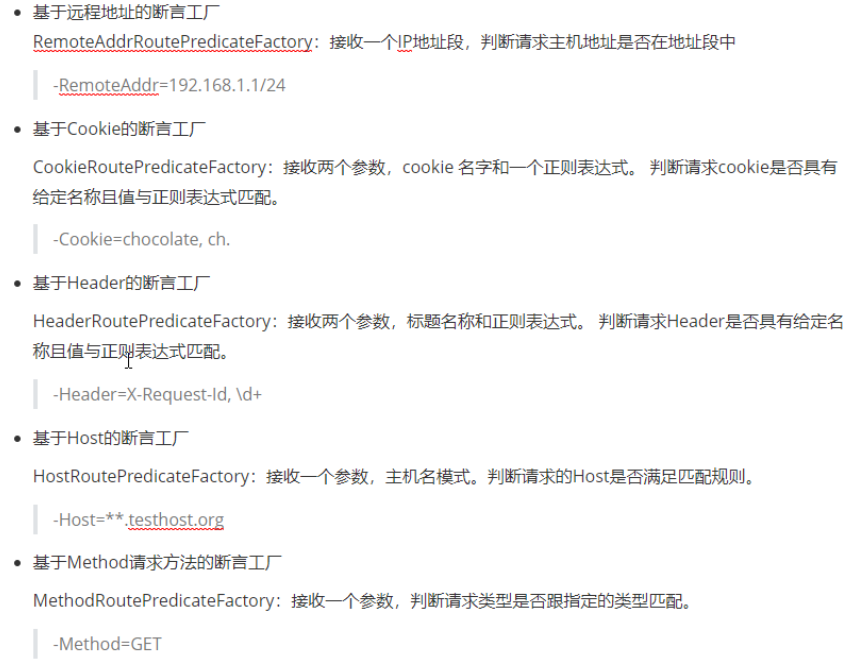 基于远程地址的断言工厂
RemoteAddrRoutePredicateFactory：接收一个IP地址段，判断请求主机地址是否在地址段中
-RemoteAddr=192.168.1.1/24
基于Cookie的断言工厂
CookieRoutePredicateFactory：接收两个参数，cookie 名字和一个正则表达式。 判断请求cookie是否具有
给定名称且值与正则表达式匹配。
-Cookie=chocolate, ch.
基于Header的断言工厂
HeaderRoutePredicateFactory：接收两个参数，标题名称和正则表达式。 判断请求Header是否具有给定名
称且值与正则表达式匹配。
-Header=X-Request-Id, \d+
基于Host的断言工厂
HostRoutePredicateFactory：接收一个参数，主机名模式。判断请求的Host是否满足匹配规则。
-Host=**.testhost.org
基于Method请求方法的断言工厂
MethodRoutePredicateFactory：接收一个参数，判断请求类型是否跟指定的类型匹配。
-Method=GET